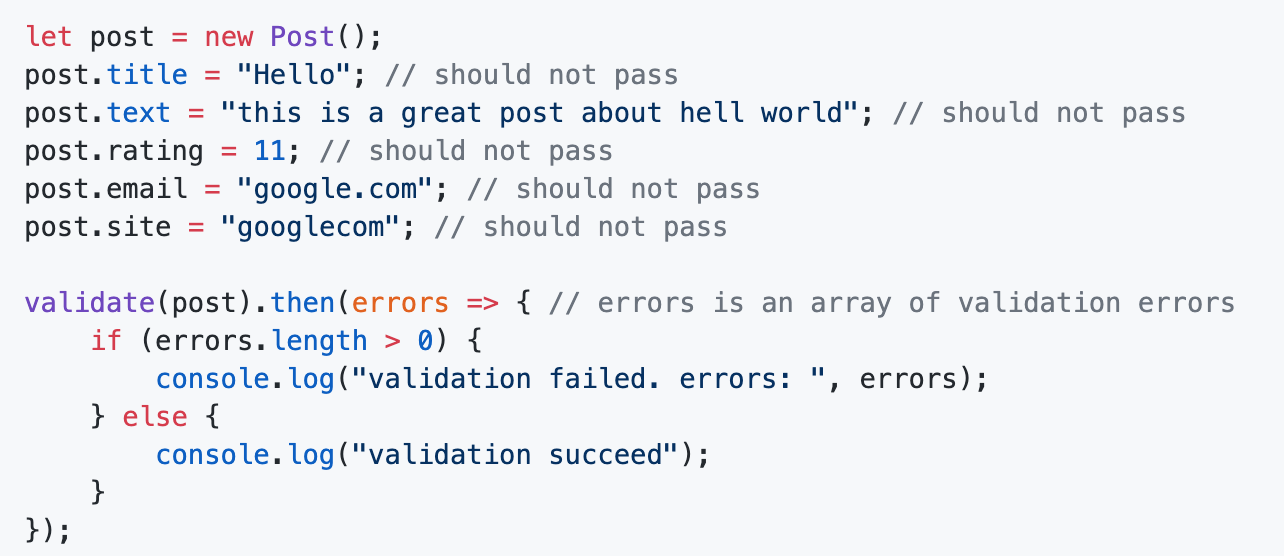 let post = new Post();
post.title = "Hello"; // should not pass
post.text = "this is a great post about hell world"; // should not pass
post.rating = 11; // should not pass
post.email = "google.com"; // should not pass
post.site = "googlecom"; // should not pass

validate(post).then(errors => { // errors is an array of validation errors
    if (errors.length > 0) {
        console.log("validation failed. errors: ", errors);
    } else {
        console.log("validation succeed");
    }
});